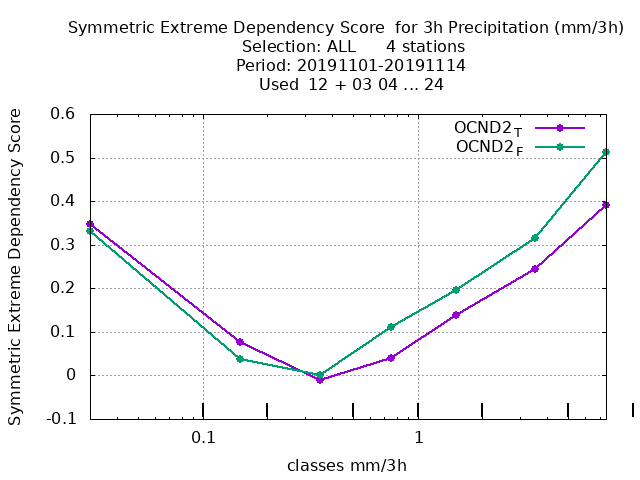 Symmetric Extreme Dependency Score  for 3h Precipitation (mm/3h)
Selection: ALL      4 stations
Period: 20191101-20191114
Used  12 + 03 04 ... 24
Symmetric Extreme Dependency Score
0.6
0.5
0.4
0.3
0.2
0.1
0
-0.1
OCND2T
OCND2F
0.1
1
classes mm/3h